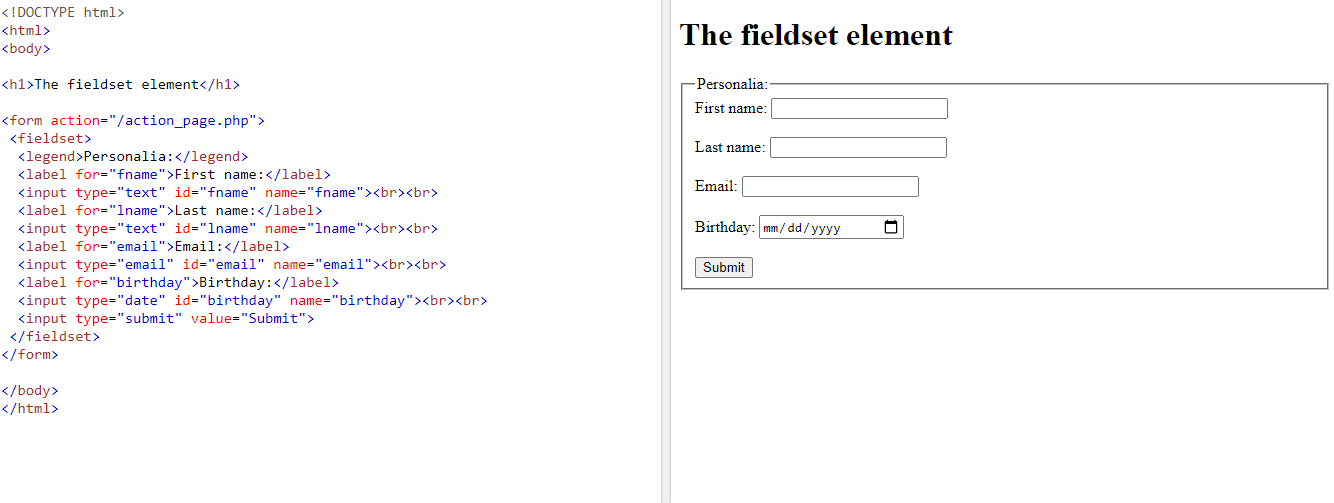 <!DOCTYPE html>
<html>
<body>

<h1>The fieldset element</h1>

<form action="/action_page.php">
 <fieldset>
  <legend>Personalia:</legend>
  <label for="fname">First name:</label>
  <input type="text" id="fname" name="fname"><br><br>
  <label for="lname">Last name:</label>
  <input type="text" id="lname" name="lname"><br><br>
  <label for="email">Email:</label>
  <input type="email" id="email" name="email"><br><br>
  <label for="birthday">Birthday:</label>
  <input type="date" id="birthday" name="birthday"><br><br>
  <input type="submit" value="Submit">
 </fieldset>
</form>

</body>
</html>
The fieldset element
Personalia:
First name:
Last name:
Email:
Birthday: mm/dd/yyyy
Submit